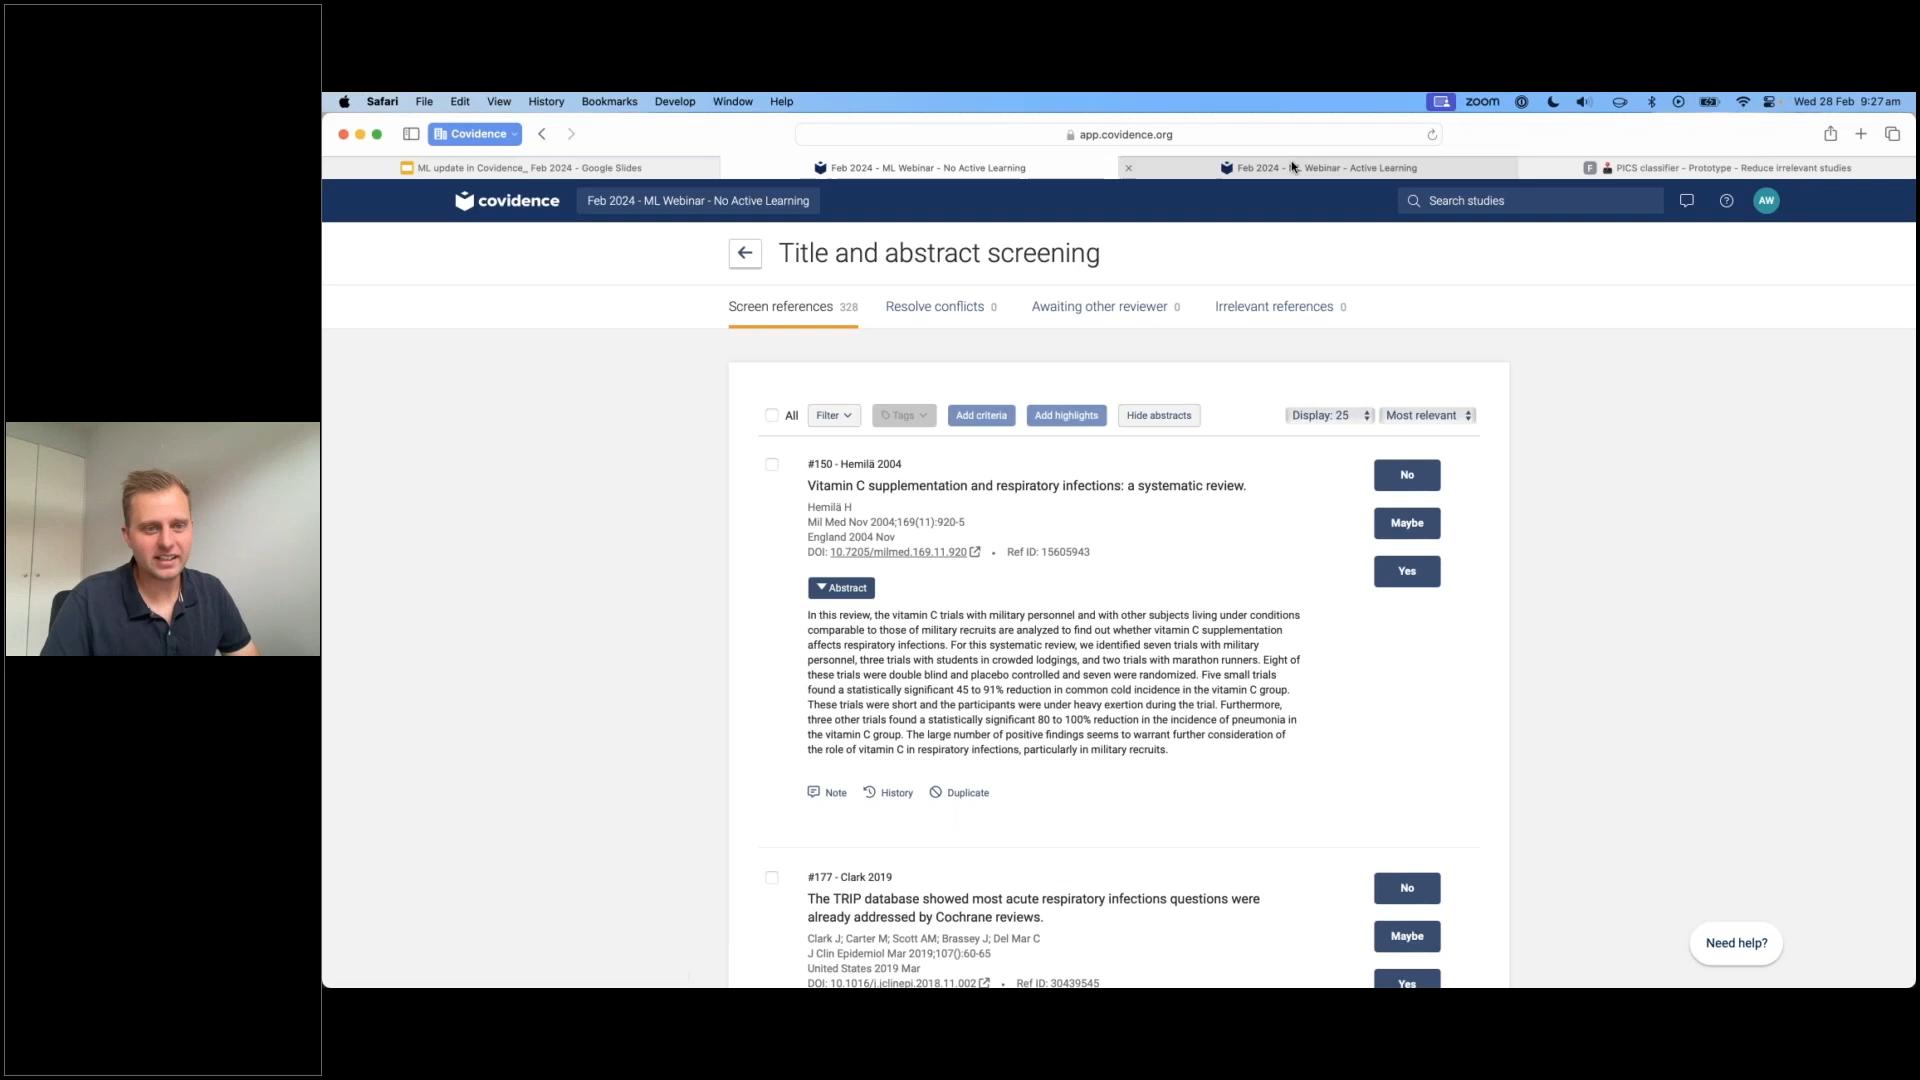 Safari File Edit View History Bookmarks Develop Window Help
zoom
Wed 28 Feb 9:27 am
Covidence
app.covidence.org
ML update in Covidence_ Feb 2024 - Google Slides
Feb 2024 - ML Webinar - No Active Learning
Feb 2024 - ML Webinar - Active Learning
F
PICS classifier - Prototype - Reduce irrelevant studies
covidence
Feb 2024 - ML Webinar - No Active Learning
Search studies
AW
Title and abstract screening
Screen references 328
Resolve conflicts 0
Awaiting other reviewer 0
Irrelevant references 0
All
Filter
Tags
Add criteria
Add highlights
Hide abstracts
Display: 25
Most relevant
#150 - Hemilä 2004
Vitamin C supplementation and respiratory infections: a systematic review.
Hemilä H
Mil Med Nov 2004;169(11):920-5
England 2004 Nov
DOI: 10.7205/milmed.169.11.920 • Ref ID: 15605943
No
Maybe
Yes
Abstract
In this review, the vitamin C trials with military personnel and with other subjects living under conditions
comparable to those of military recruits are analyzed to find out whether vitamin C supplementation
affects respiratory infections. For this systematic review, we identified seven trials with military
personnel, three trials with students in crowded lodgings, and two trials with marathon runners. Eight of
these trials were double blind and placebo controlled and seven were randomized. Five small trials
found a statistically significant 45 to 91% reduction in common cold incidence in the vitamin C group.
These trials were short and the participants were under heavy exertion during the trial. Furthermore,
three other trials found a statistically significant 80 to 100% reduction in the incidence of pneumonia in
the vitamin C group. The large number of positive findings seems to warrant further consideration of
the role of vitamin C in respiratory infections, particularly in military recruits.
Note
History
Duplicate
#177 - Clark 2019
The TRIP database showed most acute respiratory infections questions were
already addressed by Cochrane reviews.
Clark J; Carter M; Scott AM; Brassey J; Del Mar C
J Clin Epidemiol Mar 2019;107():60-65
United States 2019 Mar
DOI: 10.1016/j.jclinepi.2018.11.002 • Ref ID: 30439545
No
Maybe
Yes
Need help?